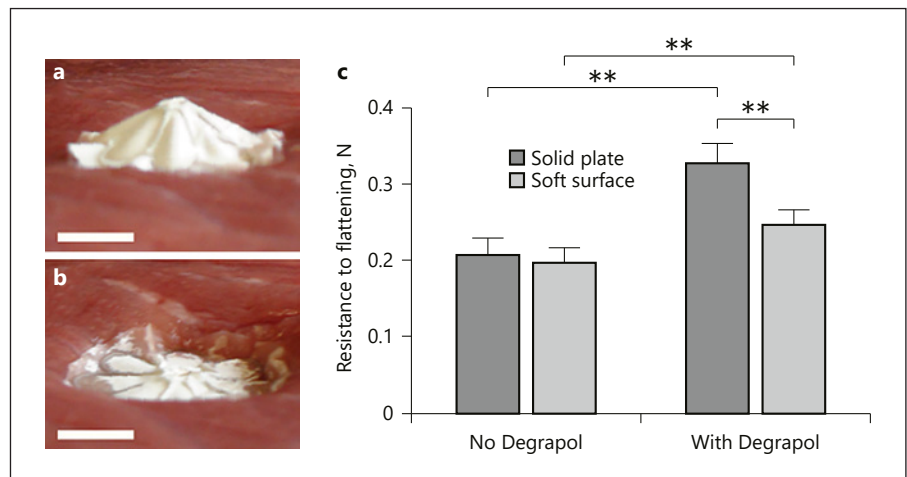 a
b
c
**
**
**
Resistance to flattening, N
0.4
0.3
0.2
0.1
0
Solid plate
Soft surface
No Degrapol
With Degrapol